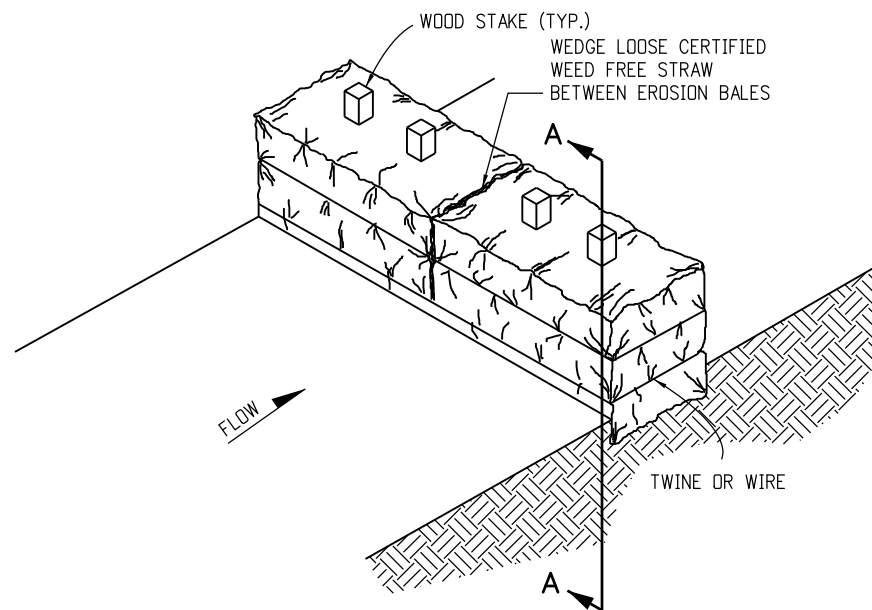 WOOD STAKE (TYP.)
WEDGE LOOSE CERTIFIED
WEED FREE STRAW
BETWEEN EROSION BALES
A
FLOW
TWINE OR WIRE
A